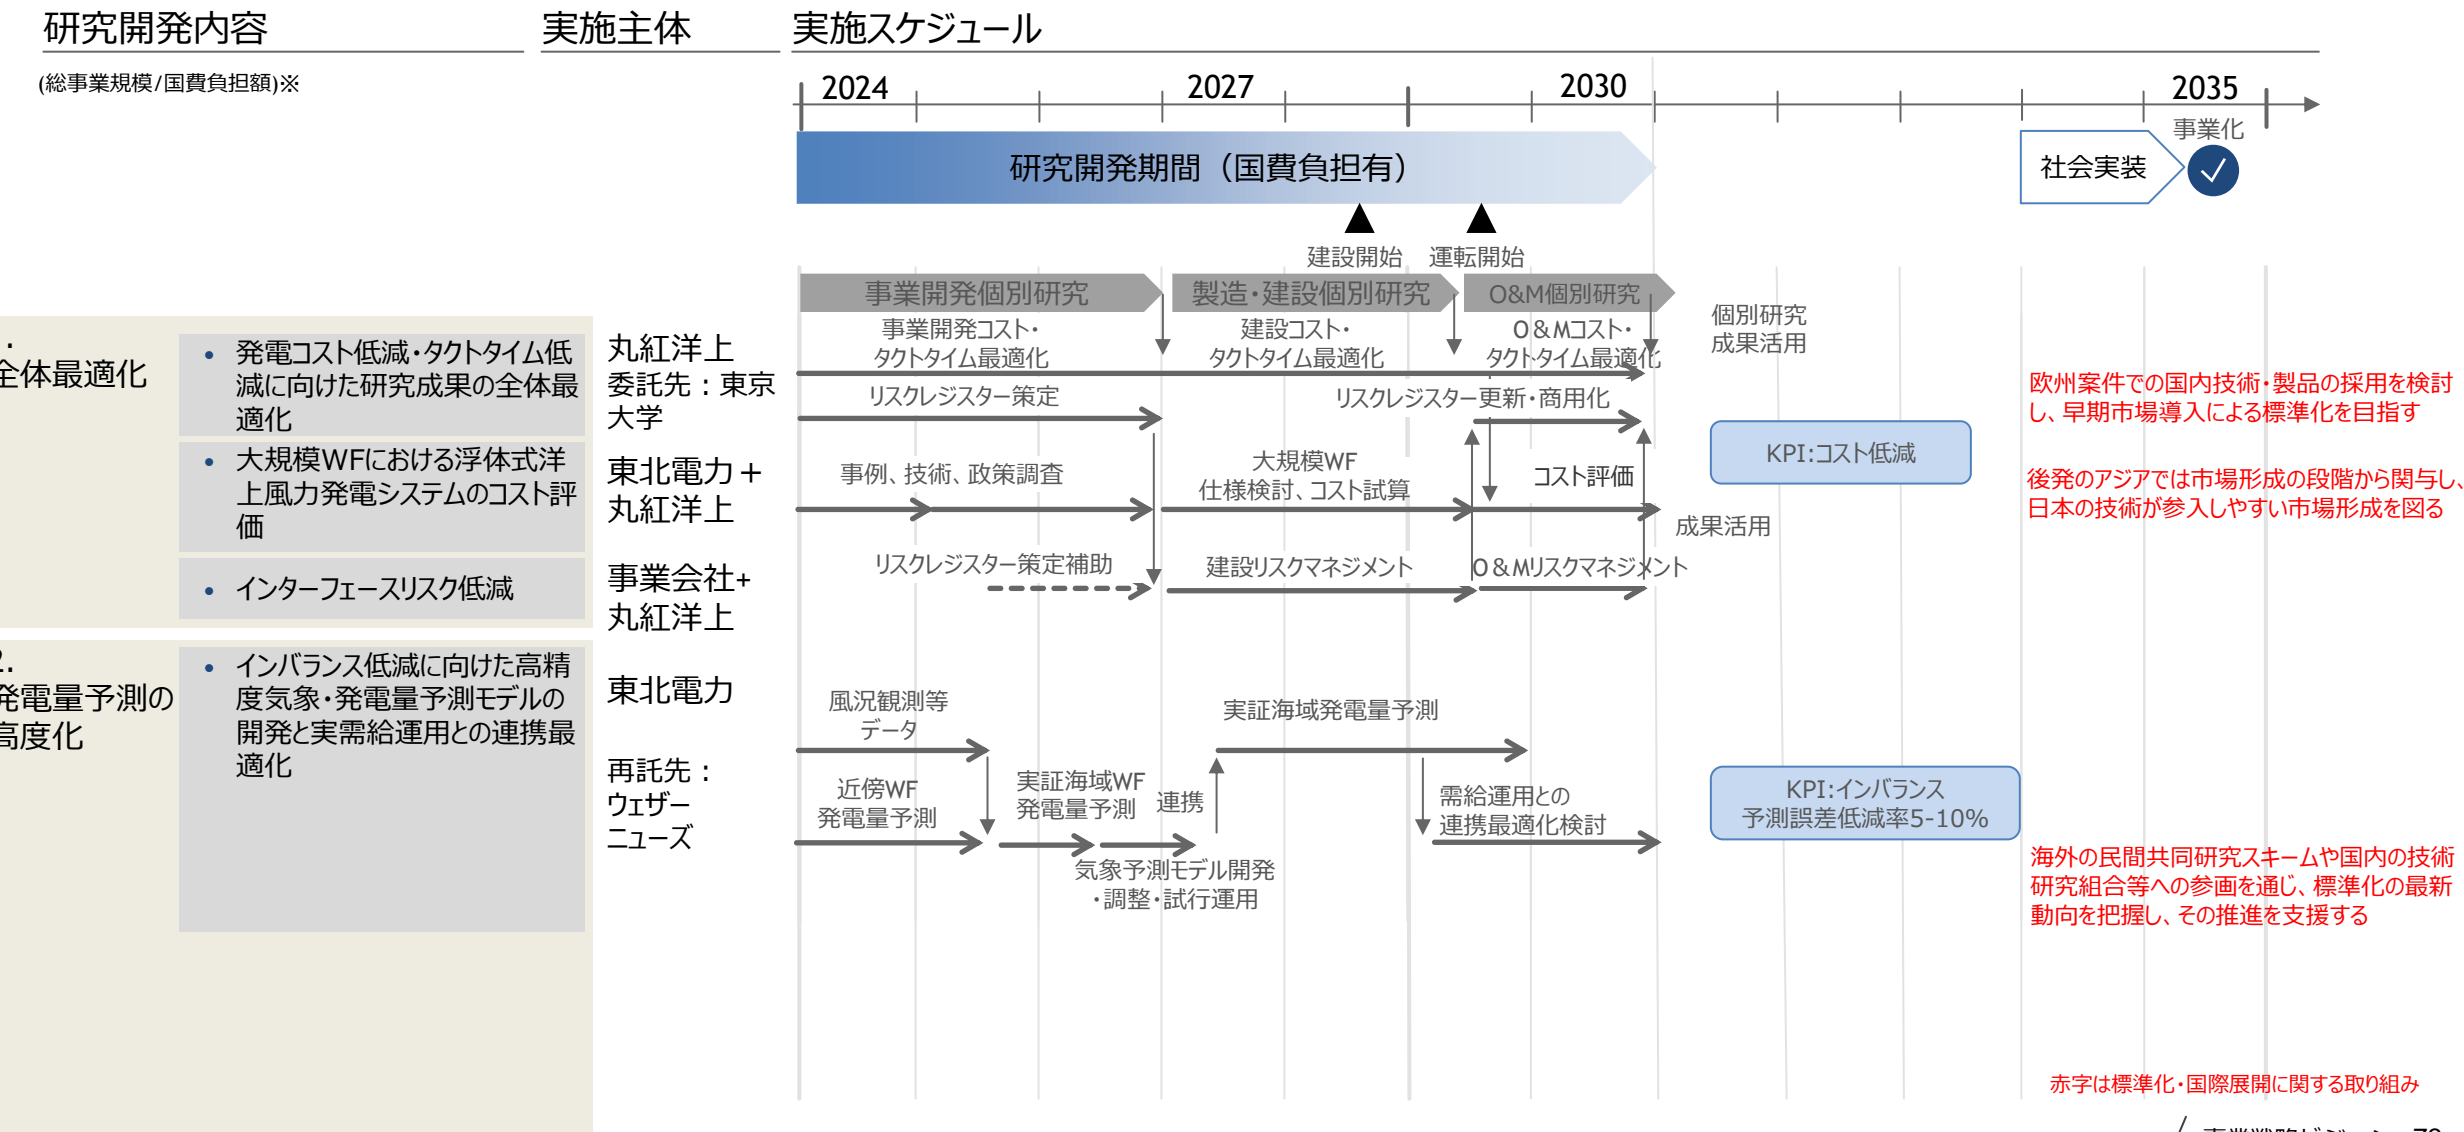 研究開発内容
実施主体
実施スケジュール
(総事業規模/国費負担額)※
2024
2027
2030
2035
事業化
研究開発期間（国費負担有）
社会実装
建設開始
運転開始
事業開発個別研究
製造・建設個別研究
O&M個別研究
個別研究
成果活用
全体最適化
• 発電コスト低減・タクトタイム低
減に向けた研究成果の全体最
適化
丸紅洋上
委託先：東京
大学
事業開発コスト・
タクトタイム最適化
建設コスト・
タクトタイム最適化
O＆Mコスト・
タクトタイム最適化
リスクレジスター策定
リスクレジスター更新・商用化
欧州案件での国内技術・製品の採用を検討
し、早期市場導入による標準化を目指す
KPI:コスト低減
• 大規模WFにおける浮体式洋
上風力発電システムのコスト評
価
東北電力＋
丸紅洋上
事例、技術、政策調査
大規模WF
仕様検討、コスト試算
コスト評価
成果活用
後発のアジアでは市場形成の段階から関与し、
日本の技術が参入しやすい市場形成を図る
• インターフェースリスク低減
事業会社+
丸紅洋上
リスクレジスター策定補助
建設リスクマネジメント
O＆Mリスクマネジメント
2.
発電量予測の
高度化
• インバランス低減に向けた高精
度気象・発電量予測モデルの
開発と実需給運用との連携最
適化
東北電力
再託先：
ウェザー
ニューズ
風況観測等
データ
実証海域発電量予測
近傍WF
発電量予測
実証海域WF
発電量予測
連携
需給運用との
連携最適化検討
気象予測モデル開発
・調整・試行運用
KPI:インバランス
予測誤差低減率5-10%
海外の民間共同研究スキームや国内の技術
研究組合等への参画を通じ、標準化の最新
動向を把握し、その推進を支援する
赤字は標準化・国際展開に関する取り組み